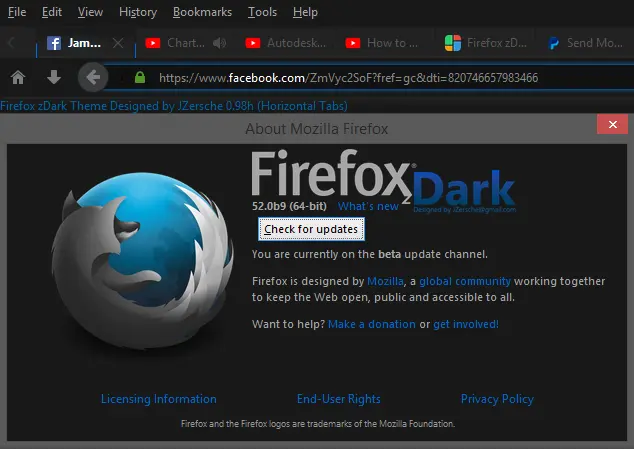 File Edit View History Bookmarks Tools Help
Jam... Chart... Autodesk... How to ... Firefox zD... Send Mo...
https://www.facebook.com/ZmVyc2SoF?fref=gc&dti=820746657983466
Firefox zDark Theme Designed by JZersche 0.98h (Horizontal Tabs)
About Mozilla Firefox
Firefox zDark
Designed by JZersche@gmail.com
52.0b9 (64-bit) What's new
Check for updates
You are currently on the beta update channel.
Firefox is designed by Mozilla, a global community working together
to keep the Web open, public and accessible to all.
Want to help? Make a donation or get involved!
Licensing Information End-User Rights Privacy Policy
Firefox and the Firefox logos are trademarks of the Mozilla Foundation.